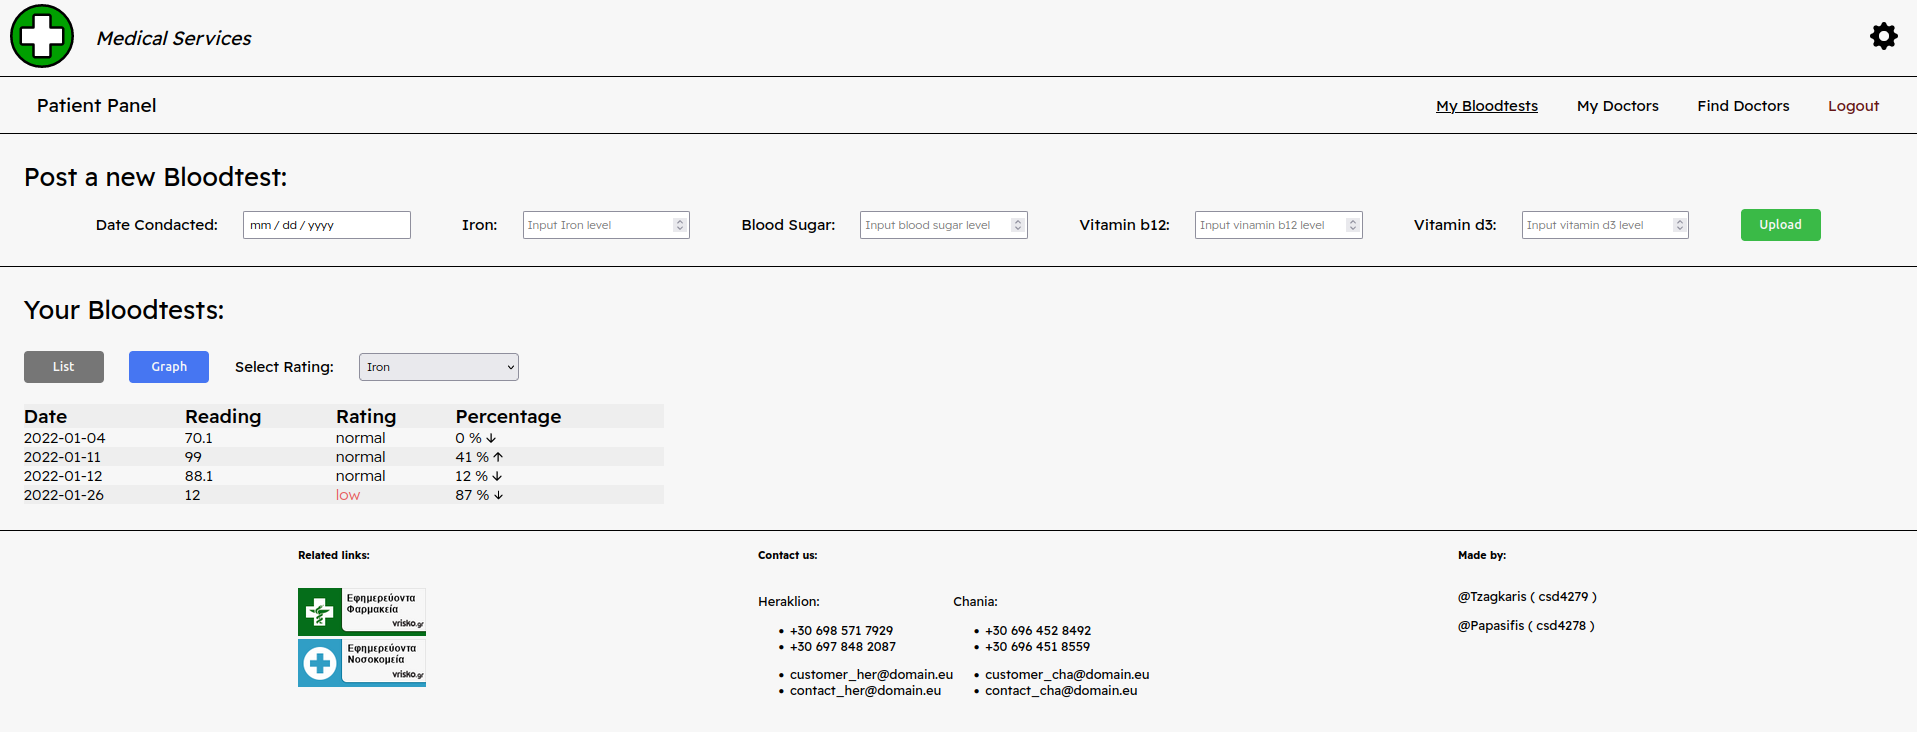 Medical Services
Patient Panel
My Bloodtests
My Doctors
Find Doctors
Logout
Post a new Bloodtest:
Date Condacted: mm / dd / yyyy
Iron: Input Iron level
Blood Sugar: Input blood sugar level
Vitamin b12: Input vinamin b12 level
Vitamin d3: Input vitamin d3 level
Upload
Your Bloodtests:
List
Graph
Select Rating: Iron
Date Reading Rating Percentage
2022-01-04 70.1 normal 0 % ↓
2022-01-11 99 normal 41 % ↑
2022-01-12 88.1 normal 12 % ↓
2022-01-26 12 low 87 % ↓
Related links:
Εφημερεύοντα
Φαρμακεία
vrisko.gr
Εφημερεύοντα
Νοσοκομεία
vrisko.gr
Contact us:
Heraklion:
• +30 698 571 7929
• +30 697 848 2087
• customer_her@domain.eu
• contact_her@domain.eu
Chania:
• +30 696 452 8492
• +30 696 451 8559
• customer_cha@domain.eu
• contact_cha@domain.eu
Made by:
@Tzagkaris ( csd4279 )
@Papasifis ( csd4278 )